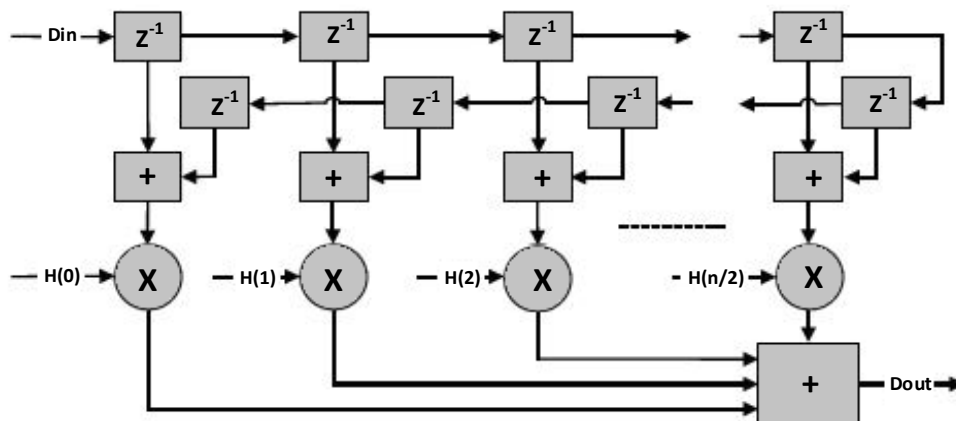 Din Z⁻¹ Z⁻¹ Z⁻¹ Z⁻¹
Z⁻¹ Z⁻¹ Z⁻¹ Z⁻¹
+ + + +
H(0) X H(1) X H(2) X H(n/2) X
+ Dout